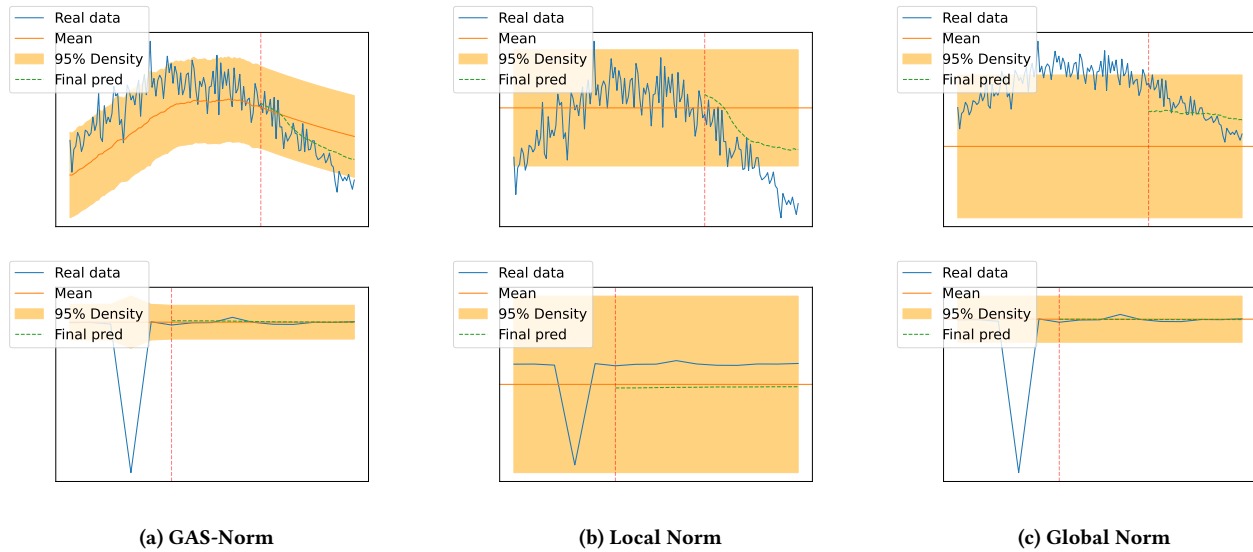 Real data
Mean
95% Density
Final pred
Real data
Mean
95% Density
Final pred
Real data
Mean
95% Density
Final pred
Real data
Mean
95% Density
Final pred
Real data
Mean
95% Density
Final pred
Real data
Mean
95% Density
Final pred
(a) GAS-Norm
(b) Local Norm
(c) Global Norm